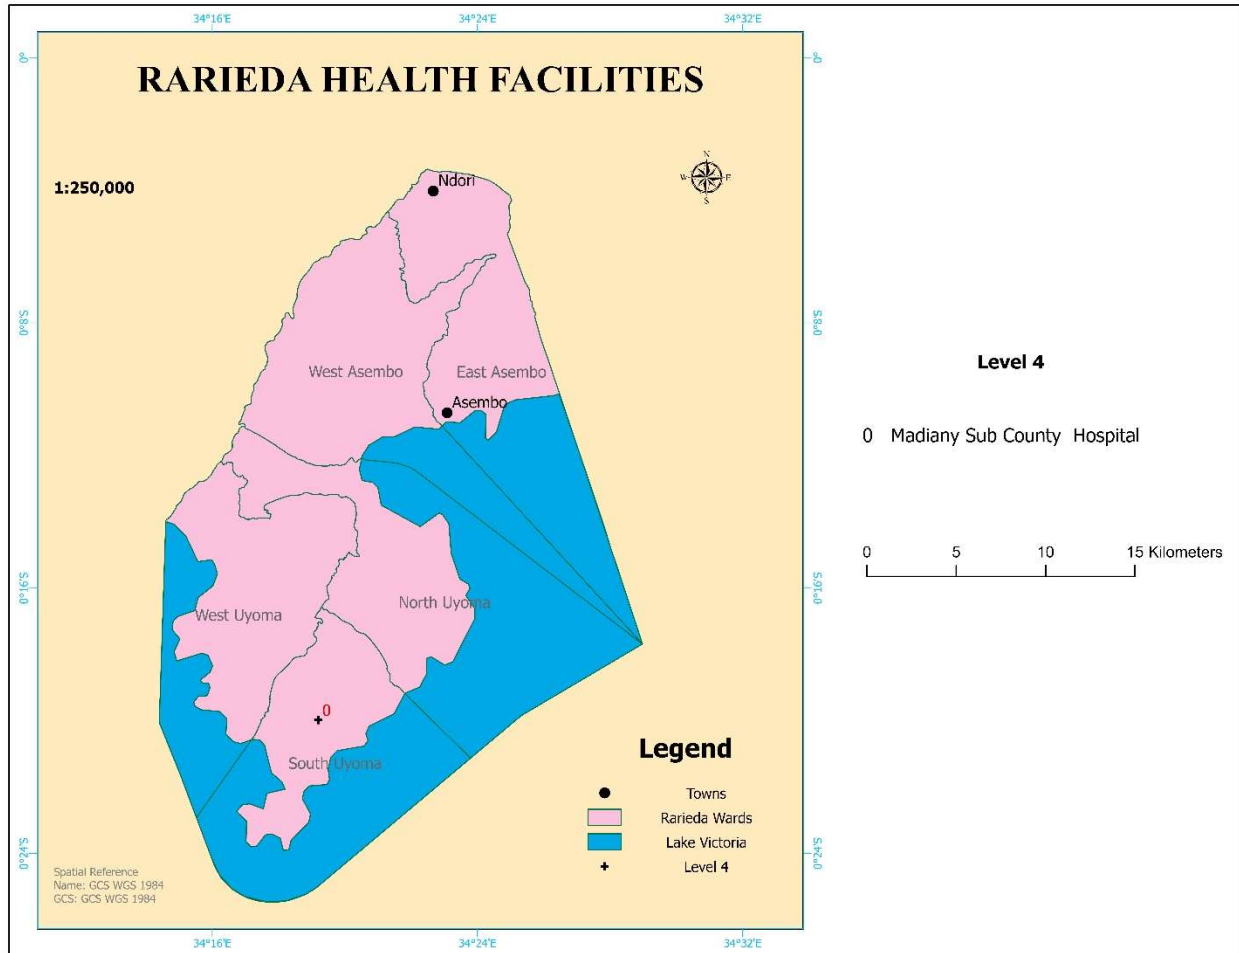 34°16'E 34°24'E 34°32'E
0° 0°
RARIEDA HEALTH FACILITIES
N
W E
S
1:250,000
Ndori
0°8'S 0°8'S
West Asembo East Asembo
Asembo
Level 4
0 Madiany Sub County Hospital
0 5 10 15 Kilometers
0°16'S 0°16'S
West Uyoma North Uyoma
0
South Uyoma
Legend
Towns
Rarieda Wards
Lake Victoria
Level 4
0°24'S 0°24'S
Spatial Reference
Name: GCS WGS 1984
GCS: GCS WGS 1984
34°16'E 34°24'E 34°32'E